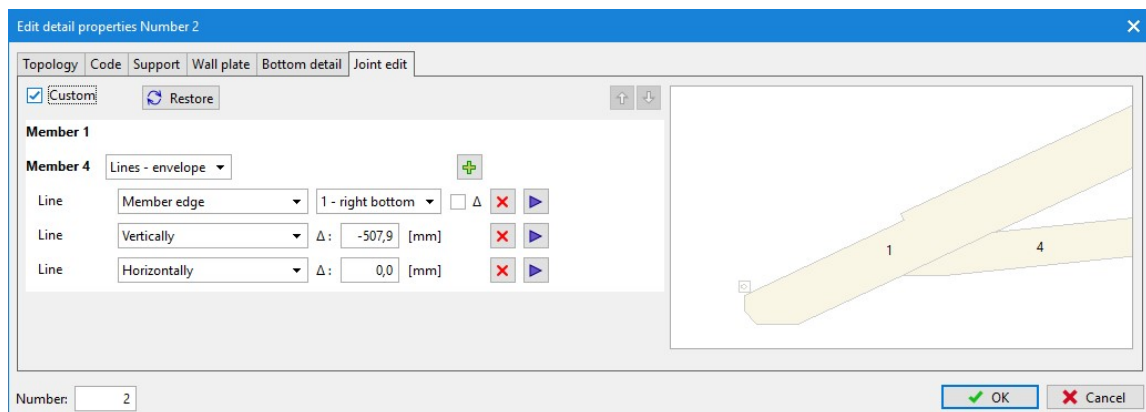 Edit detail properties Number 2
Topology Code Support Wall plate Bottom detail Joint edit
Custom Restore
Member 1
Member 4 Lines - envelope
Line Member edge 1 - right bottom Δ
Line Vertically Δ : -507,9 [mm]
Line Horizontally Δ : 0,0 [mm]
1
4
Number: 2
OK Cancel